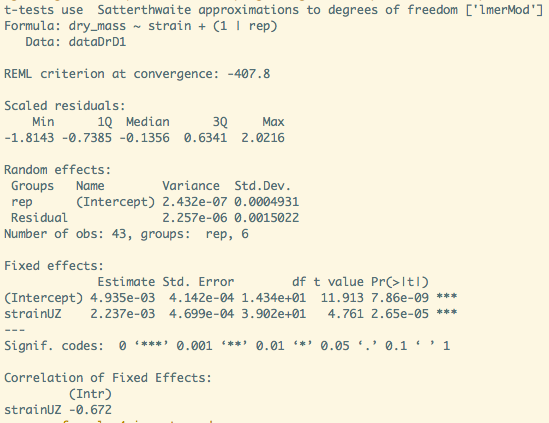 t-tests use  Satterthwaite approximations to degrees of freedom ['lmerMod']
Formula: dry_mass ~ strain + (1 | rep)
   Data: dataDrD1

REML criterion at convergence: -407.8

Scaled residuals:
    Min      1Q  Median      3Q     Max
-1.8143 -0.7385 -0.1356  0.6341  2.0216

Random effects:
 Groups   Name        Variance  Std.Dev.
 rep      (Intercept) 2.432e-07 0.0004931
 Residual             2.257e-06 0.0015022
Number of obs: 43, groups:  rep, 6

Fixed effects:
             Estimate Std. Error        df t value Pr(>|t|)
(Intercept) 4.935e-03  4.142e-04 1.434e+01  11.913 7.86e-09 ***
strainUZ    2.237e-03  4.699e-04 3.902e+01   4.761 2.65e-05 ***
---
Signif. codes:  0 ‘***’ 0.001 ‘**’ 0.01 ‘*’ 0.05 ‘.’ 0.1 ‘ ’ 1

Correlation of Fixed Effects:
         (Intr)
strainUZ -0.672